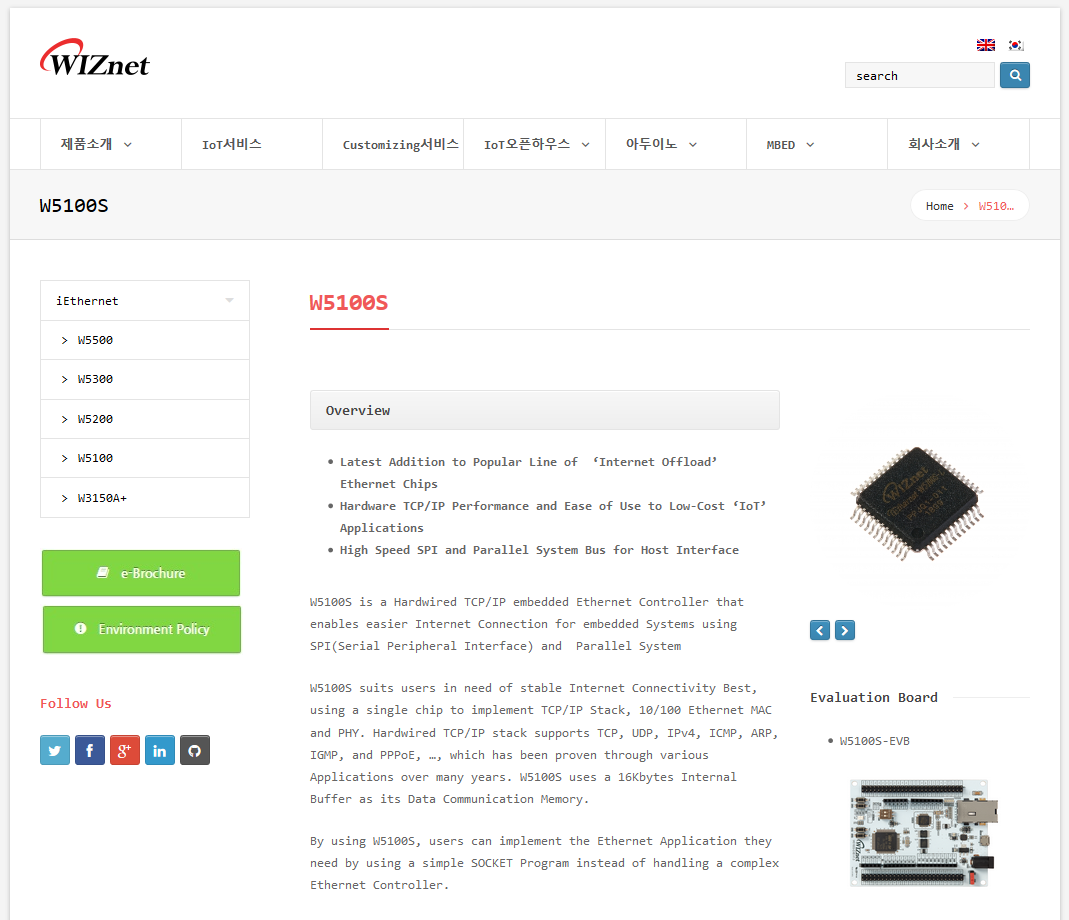 WIZnet
search
제품소개
IoT서비스
Customizing서비스
IoT오픈하우스
아두이노
MBED
회사소개
W5100S
Home > W510…
iEthernet
W5500
W5300
W5200
W5100
W3150A+
e-Brochure
Environment Policy
Follow Us
W5100S
Overview
Latest Addition to Popular Line of ‘Internet Offload’
Ethernet Chips
Hardware TCP/IP Performance and Ease of Use to Low-Cost ‘IoT’
Applications
High Speed SPI and Parallel System Bus for Host Interface
W5100S is a Hardwired TCP/IP embedded Ethernet Controller that
enables easier Internet Connection for embedded Systems using
SPI(Serial Peripheral Interface) and Parallel System
W5100S suits users in need of stable Internet Connectivity Best,
using a single chip to implement TCP/IP Stack, 10/100 Ethernet MAC
and PHY. Hardwired TCP/IP stack supports TCP, UDP, IPv4, ICMP, ARP,
IGMP, and PPPoE, …, which has been proven through various
Applications over many years. W5100S uses a 16Kbytes Internal
Buffer as its Data Communication Memory.
By using W5100S, users can implement the Ethernet Application they
need by using a simple SOCKET Program instead of handling a complex
Ethernet Controller.
WIZnet
Evaluation Board
W5100S-EVB
WIZnet